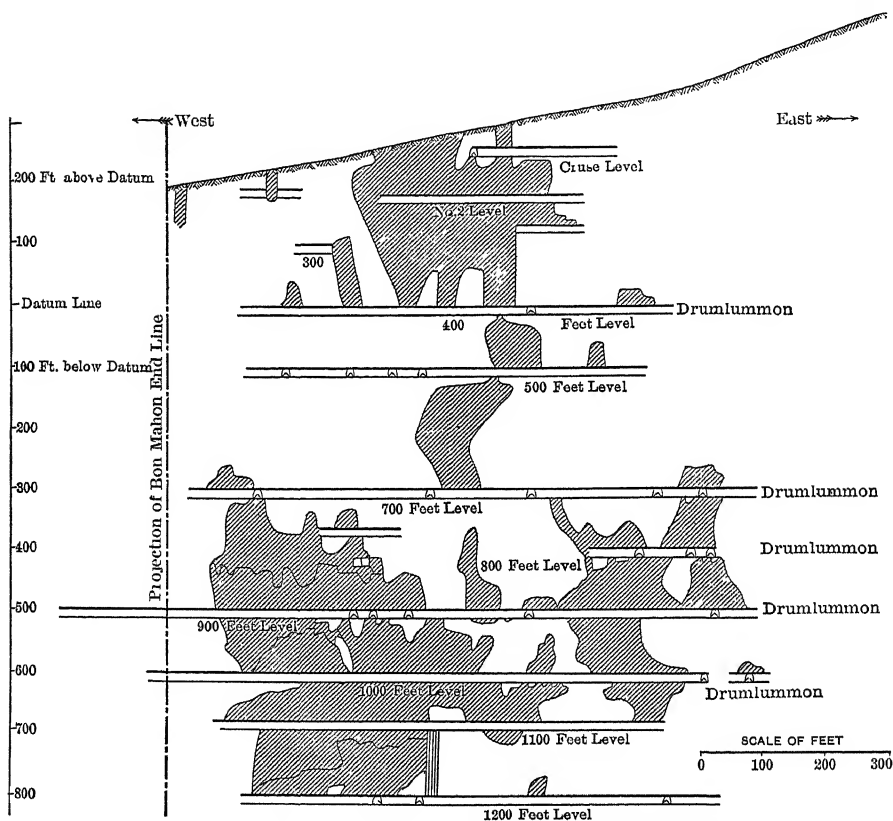 West
East
Cruse Level
200 Ft. above Datum
No.2 Level
100
300
Datum Line
Drumlummon
400 Feet Level
100 Ft. below Datum
500 Feet Level
Projection of Bon Mahon End Line
200
300
700 Feet Level
Drumlummon
400
Drumlummon
800 Feet Level
500
Drumlummon
900 Feet Level
600
1000 Feet Level
Drumlummon
700
1100 Feet Level
SCALE OF FEET
0 100 200 300
800
1200 Feet Level